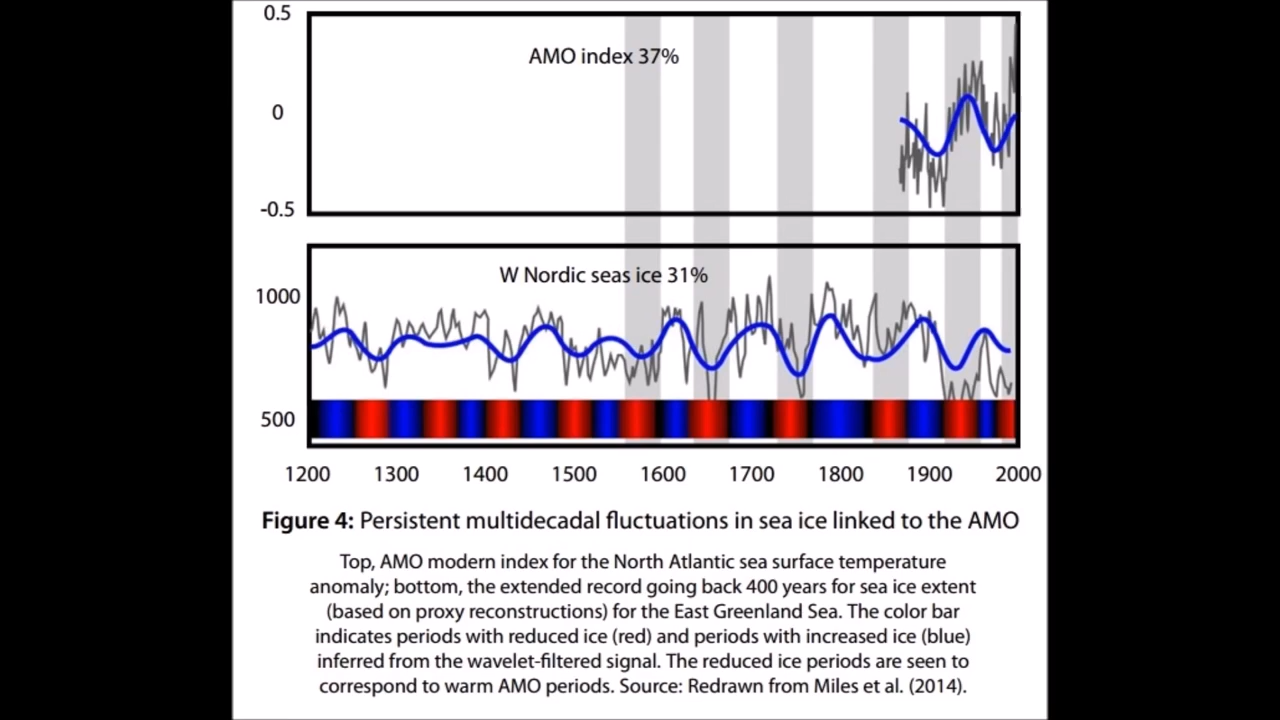 0.5
AMO index 37%
0
-0.5
W Nordic seas ice 31%
1000
500
1200 1300 1400 1500 1600 1700 1800 1900 2000
Figure 4: Persistent multidecadal fluctuations in sea ice linked to the AMO
Top, AMO modern index for the North Atlantic sea surface temperature
anomaly; bottom, the extended record going back 400 years for sea ice extent
(based on proxy reconstructions) for the East Greenland Sea. The color bar
indicates periods with reduced ice (red) and periods with increased ice (blue)
inferred from the wavelet-filtered signal. The reduced ice periods are seen to
correspond to warm AMO periods. Source: Redrawn from Miles et al. (2014).